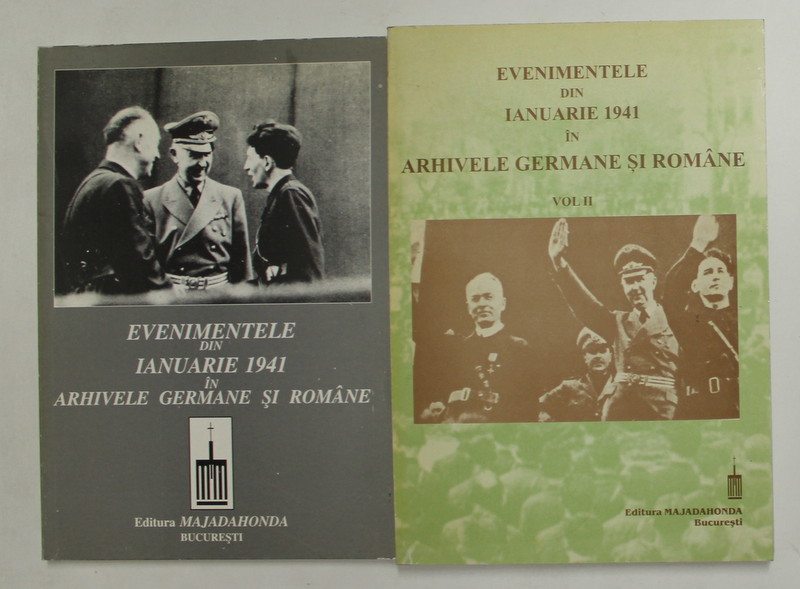 EVENIMENTELE
DIN
IANUARIE 1941
ÎN
ARHIVELE GERMANE ŞI ROMÂNE
Editura MAJADAHONDA
BUCUREŞTI
EVENIMENTELE
DIN
IANUARIE 1941
ÎN
ARHIVELE GERMANE ŞI ROMÂNE
VOL II
Editura MAJADAHONDA
Bucureşti